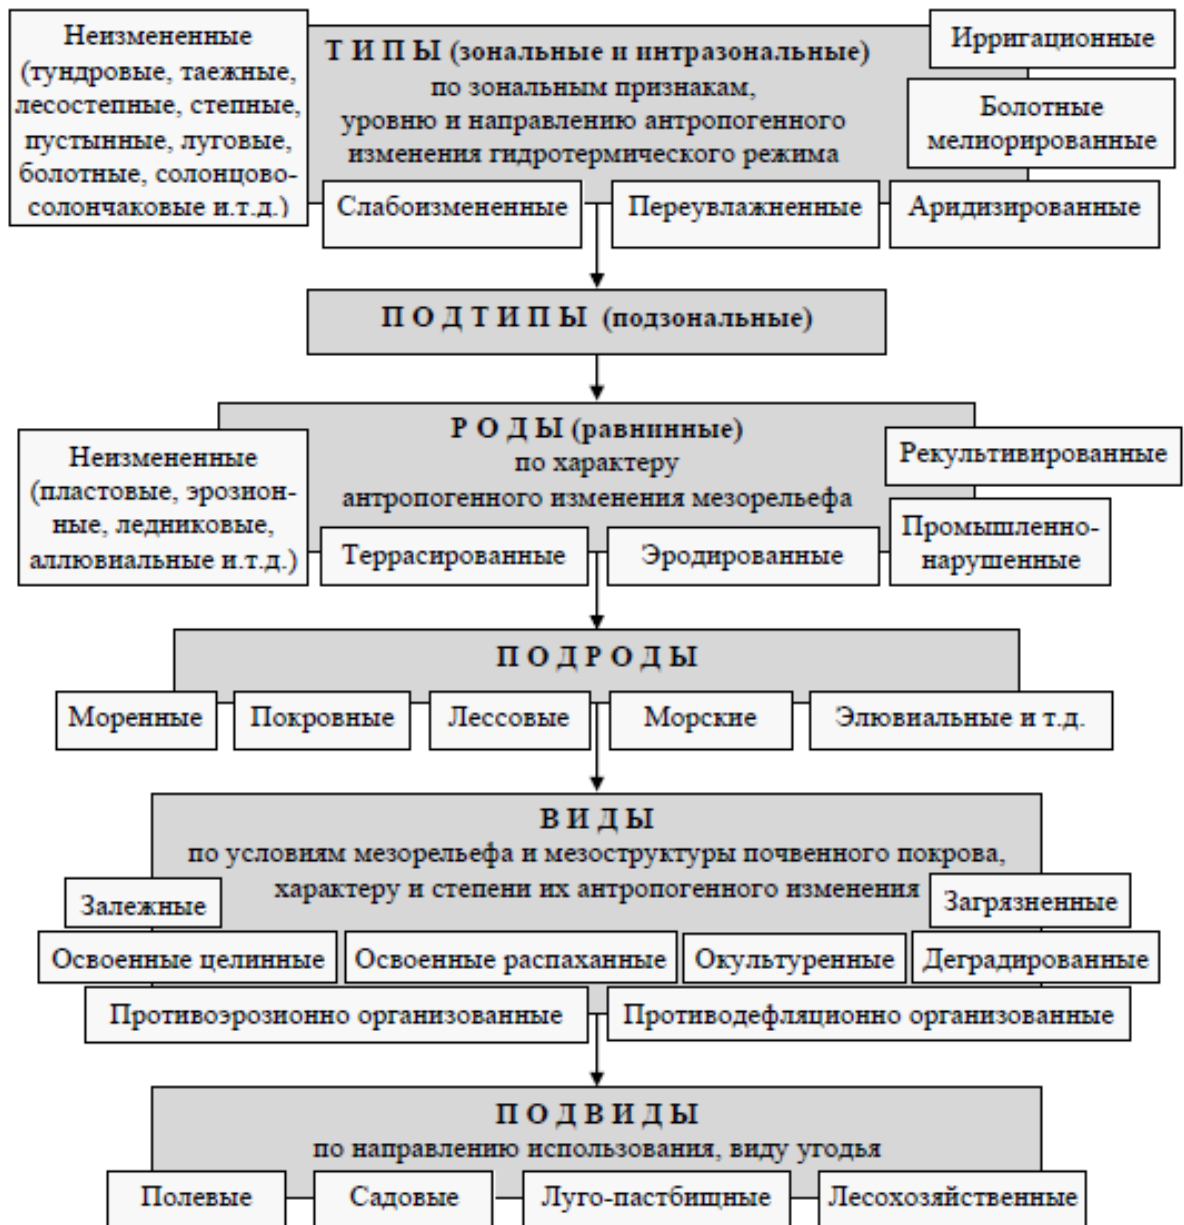 Неизмененные
(тундровые, таежные,
лесостепные, степные,
пустынные, луговые,
болотные, солонцово-
солончаковые и.т.д.)
Т И П Ы (зональные и интразональные)
по зональным признакам,
уровню и направлению антропогенного
изменения гидротермического режима
Ирригационные
Болотные
мелиорированные
Слабоизмененные
Переувлажненные
Аридизированные
П О Д Т И П Ы (подзональные)
Р О Д Ы (равнинные)
по характеру
антропогенного изменения мезорельефа
Неизмененные
(пластовые, эрозион-
ные, ледниковые,
аллювиальные и.т.д.)
Рекультивированные
Промышленно-
нарушенные
Террасированные
Эродированные
П О Д Р О Д Ы
Моренные
Покровные
Лессовые
Морские
Элювиальные и т.д.
В И Д Ы
по условиям мезорельефа и мезоструктуры почвенного покрова,
характеру и степени их антропогенного изменения
Залежные
Загрязненные
Освоенные целинные
Освоенные распаханные
Окультуренные
Деградированные
Противоэрозионно организованные
Противодефляционно организованные
П О Д В И Д Ы
по направлению использования, виду угодья
Полевые
Садовые
Луго-пастбищные
Лесохозяйственные